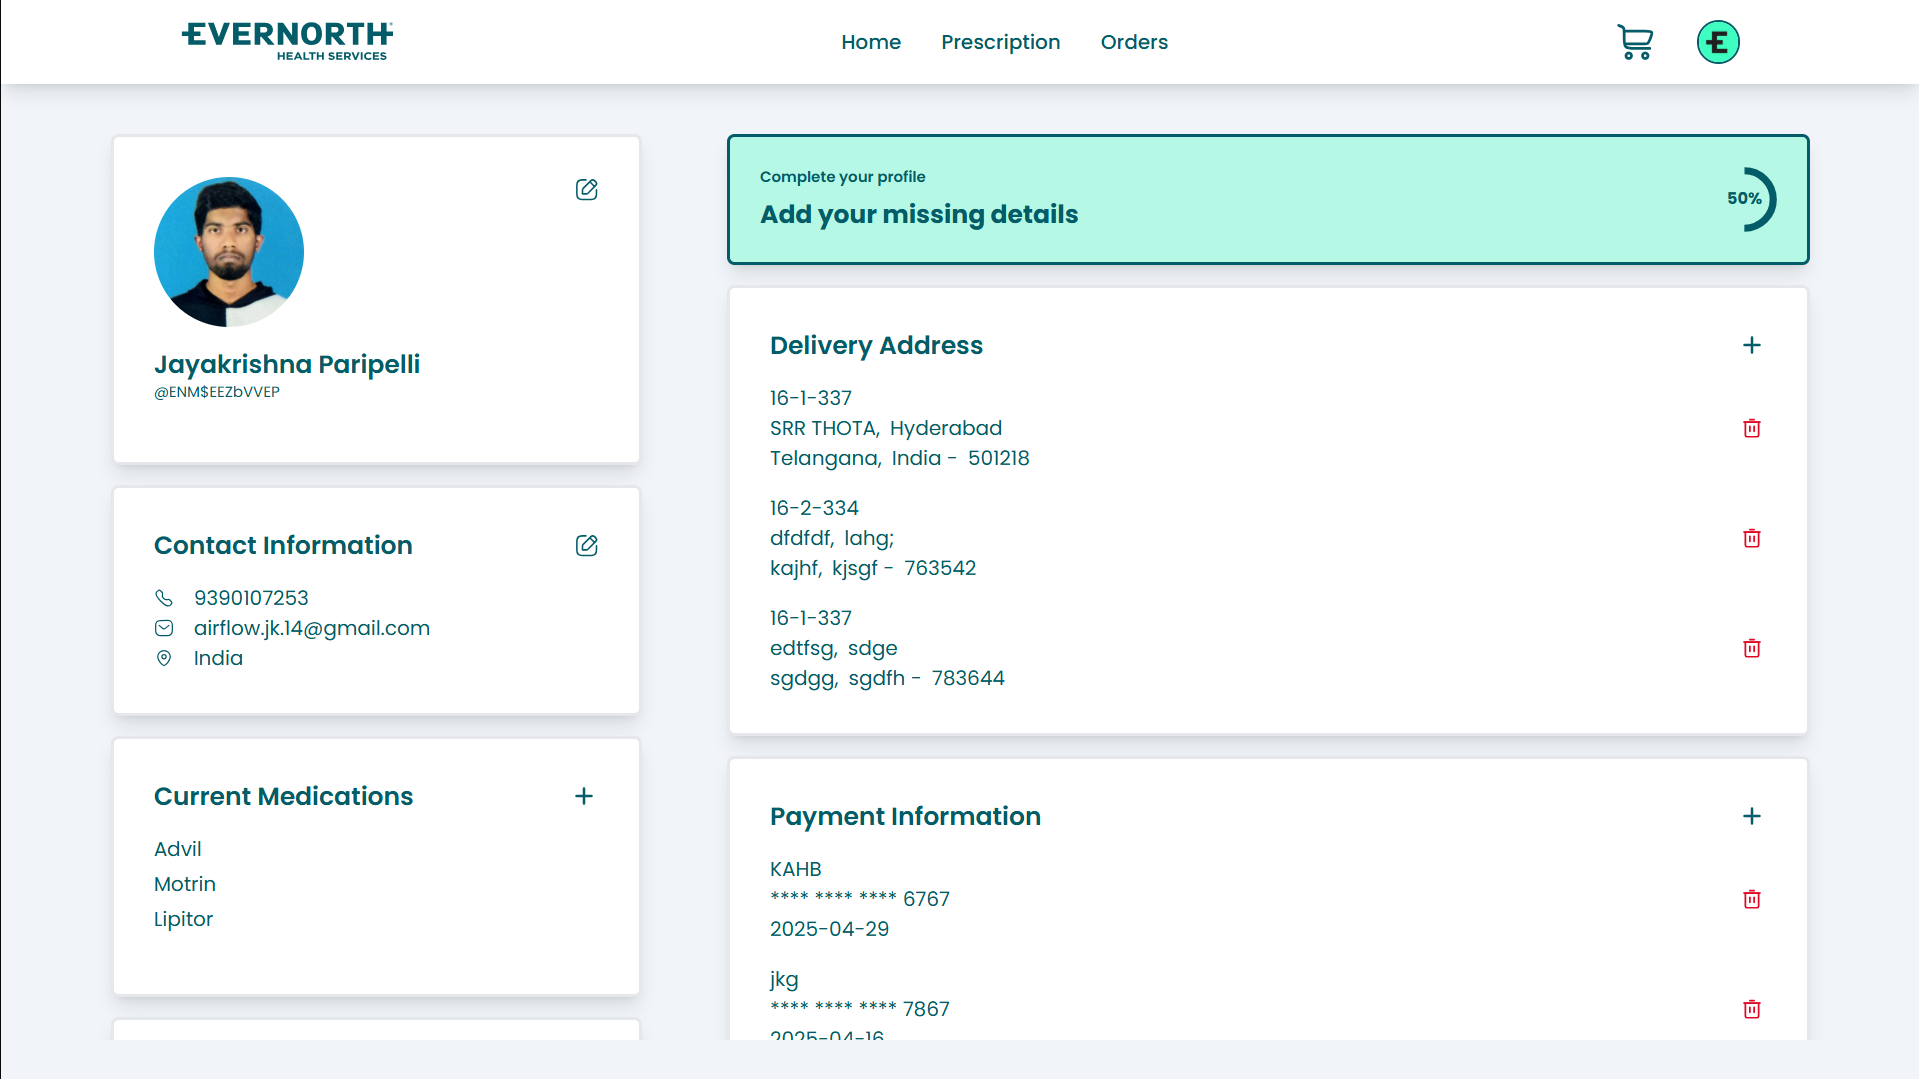 EVERNORTH
HEALTH SERVICES
Home
Prescription
Orders
Jayakrishna Paripelli
@ENM$EEZbVVEP
Contact Information
9390107253
airflow.jk.14@gmail.com
India
Current Medications
Advil
Motrin
Lipitor
Complete your profile
Add your missing details
50%
Delivery Address
16-1-337
SRR THOTA, Hyderabad
Telangana, India - 501218
16-2-334
dfdfdf, lahg;
kajhf, kjsgf - 763542
16-1-337
edtfsg, sdge
sgdgg, sgdfh - 783644
Payment Information
KAHB
**** **** **** 6767
2025-04-29
jkg
**** **** **** 7867
2025-04-16